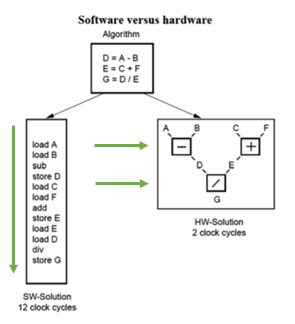 Software versus hardware
Algorithm
D = A - B
E = C + F
G = D / E
load A
load B
sub
store D
load C
load F
add
store E
load E
load D
div
store G
SW-Solution
12 clock cycles
A B C F
− +
D E
/
G
HW-Solution
2 clock cycles